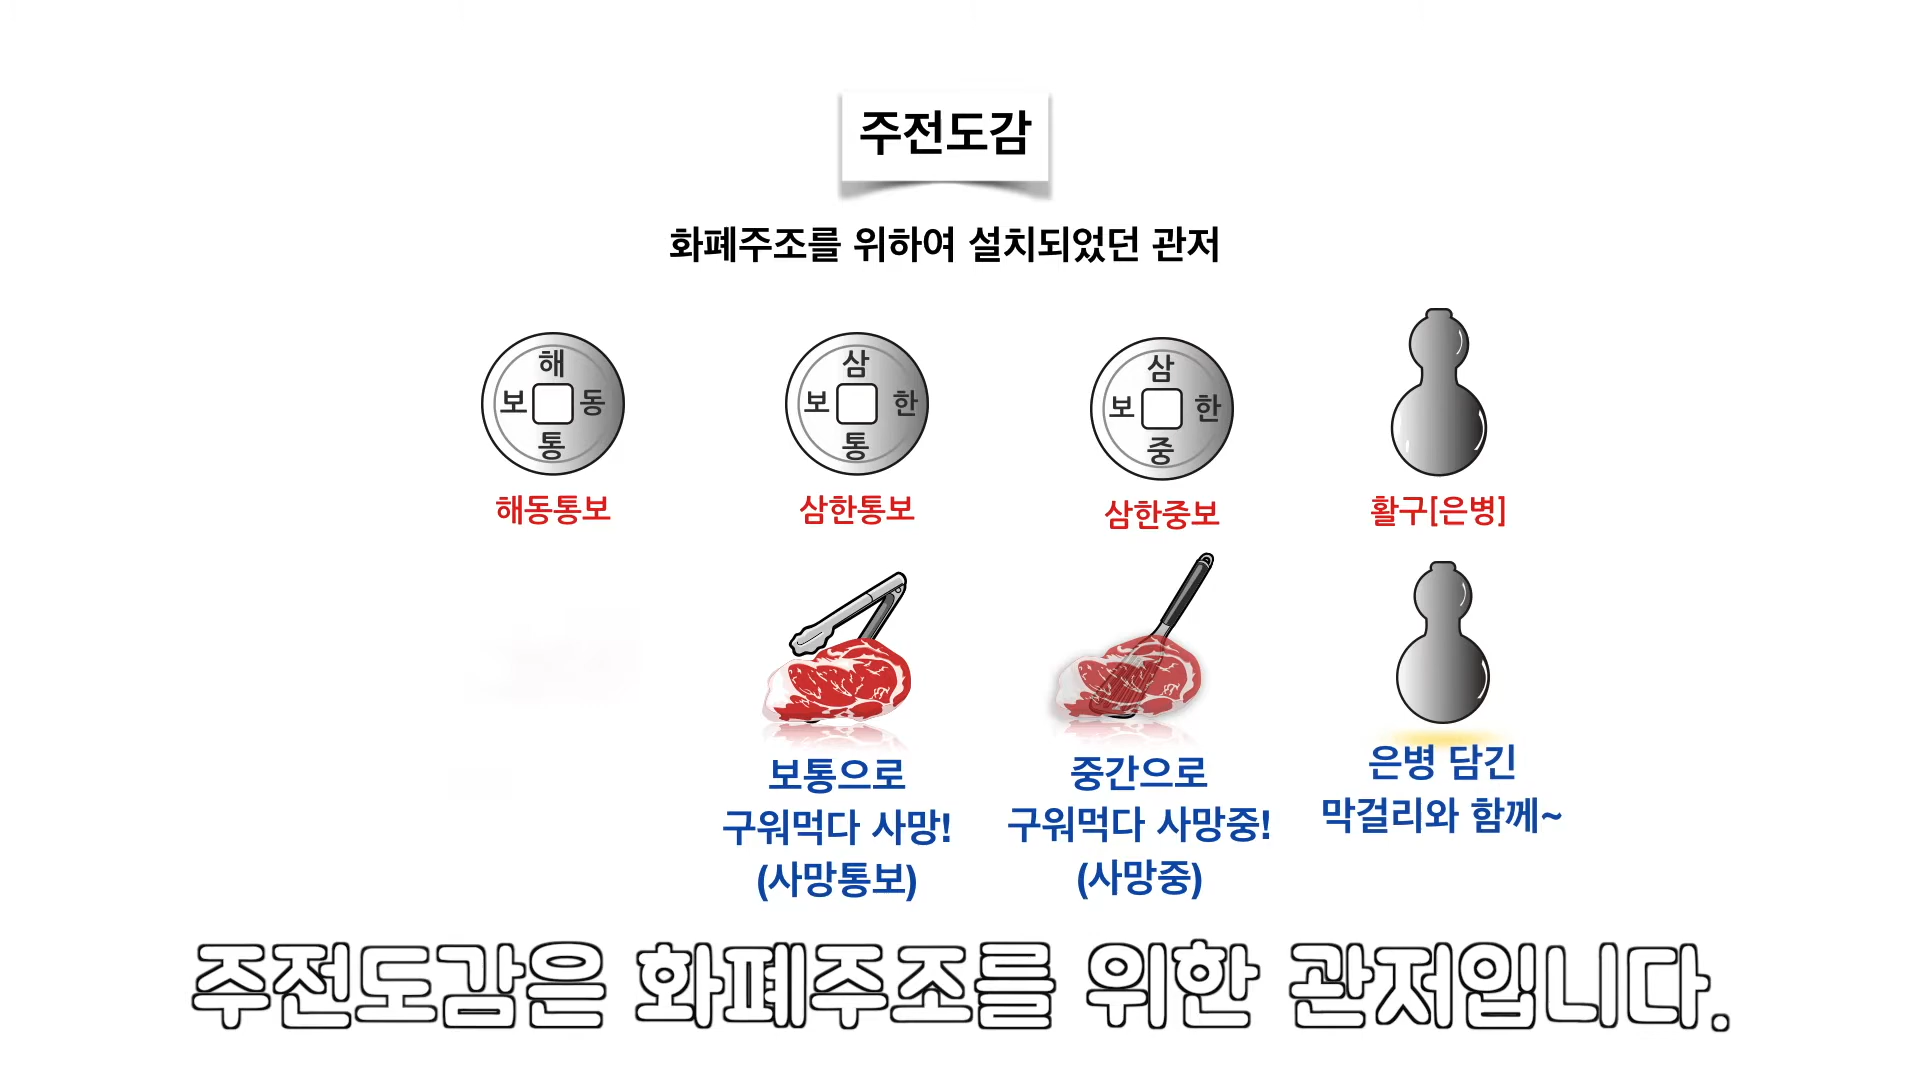 주전도감
화폐주조를 위하여 설치되었던 관저
해
보 동
통
삼
보 한
통
삼
보 한
중
해동통보
삼한통보
삼한중보
활구[은병]
보통으로
구워먹다 사망!
(사망통보)
중간으로
구워먹다 사망중!
(사망중)
은병 담긴
막걸리와 함께~
주전도감은 화폐주조를 위한 관저입니다.